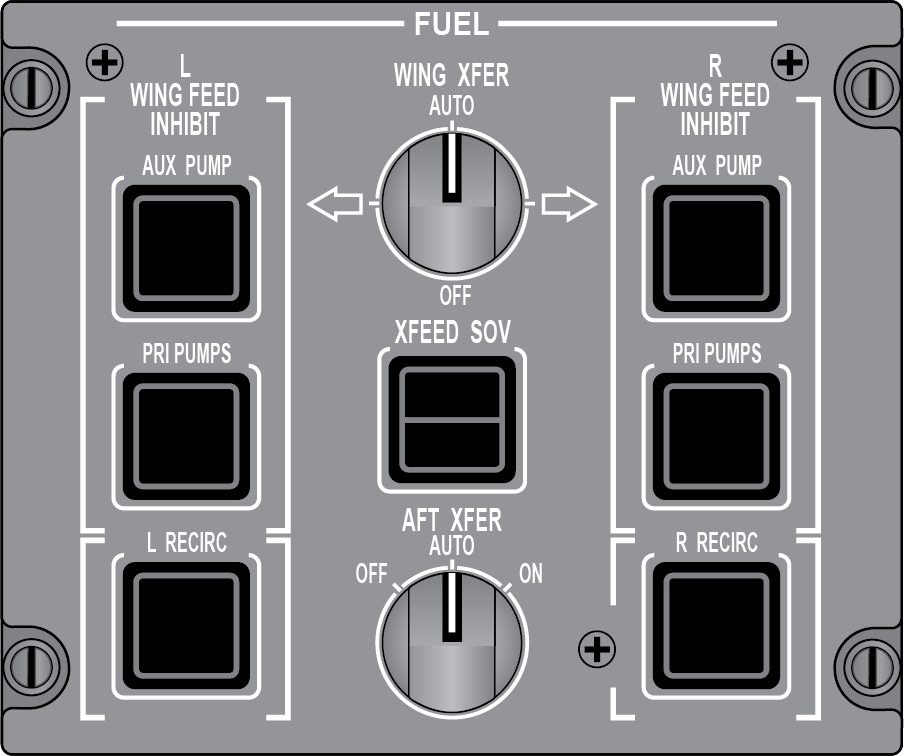 FUEL
L
WING FEED
INHIBIT
AUX PUMP
PRI PUMPS
L RECIRC
WING XFER
AUTO
OFF
XFEED SOV
AFT XFER
AUTO
OFF
ON
R
WING FEED
INHIBIT
AUX PUMP
PRI PUMPS
R RECIRC